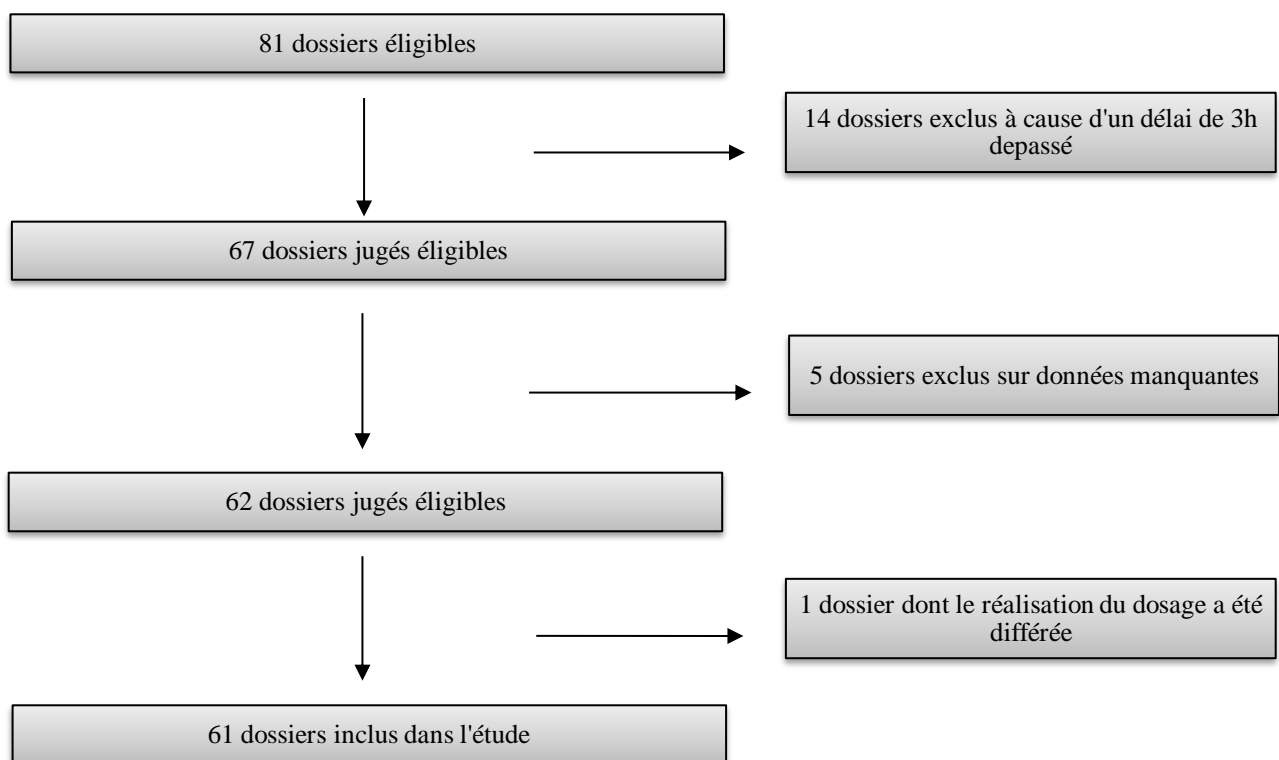 81 dossiers éligibles
14 dossiers exclus à cause d'un délai de 3h
depassé
67 dossiers jugés éligibles
5 dossiers exclus sur données manquantes
62 dossiers jugés éligibles
1 dossier dont le réalisation du dosage a été
différée
61 dossiers inclus dans l'étude